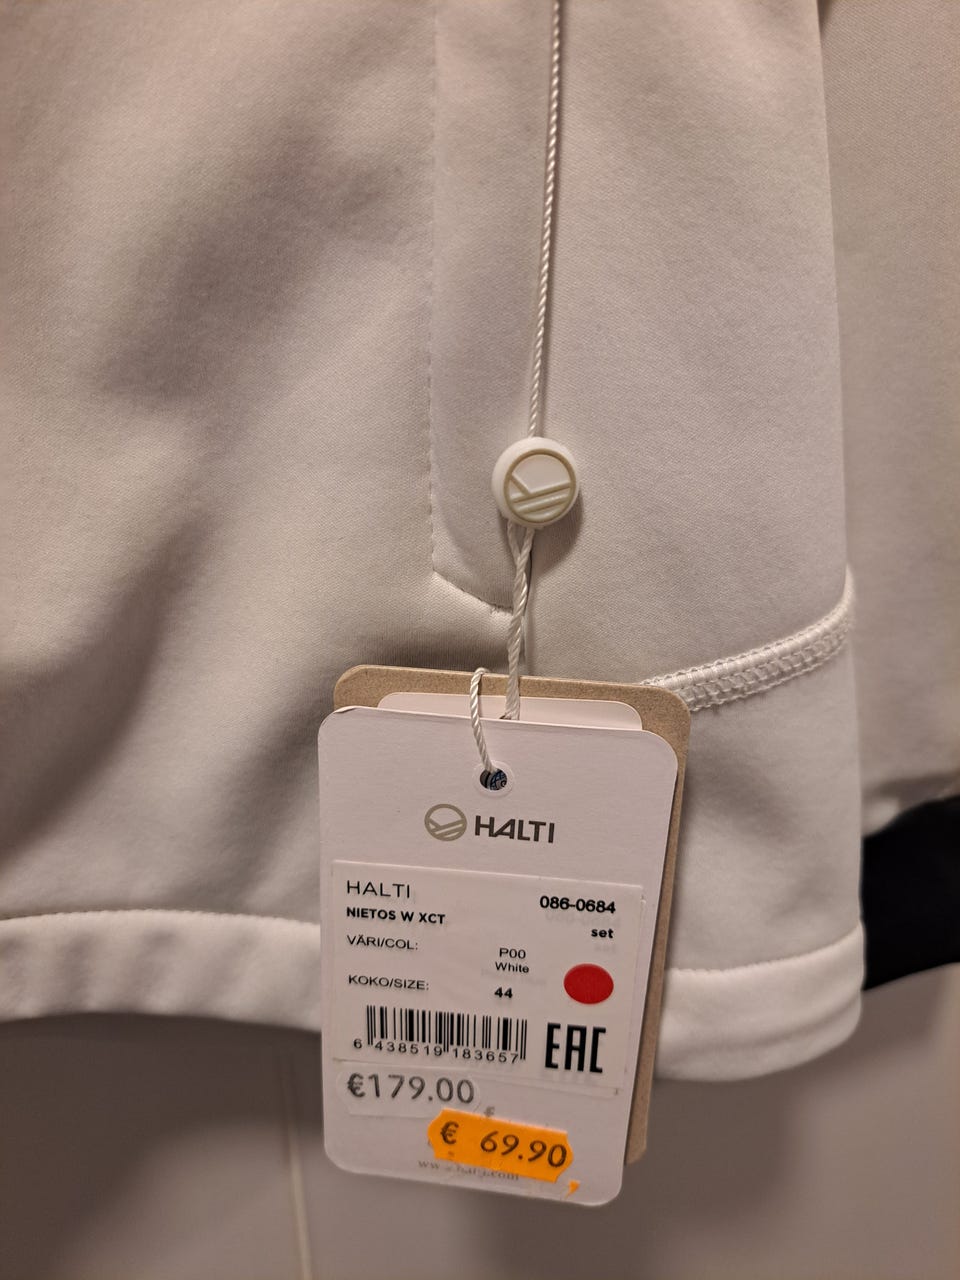 HALTI
HALTI
086-0684
NIETOS W XCT
set
VÄRI/COL:
P00
White
KOKO/SIZE:
44
6 438519 183657
EAC
€179.00
€ 69.90